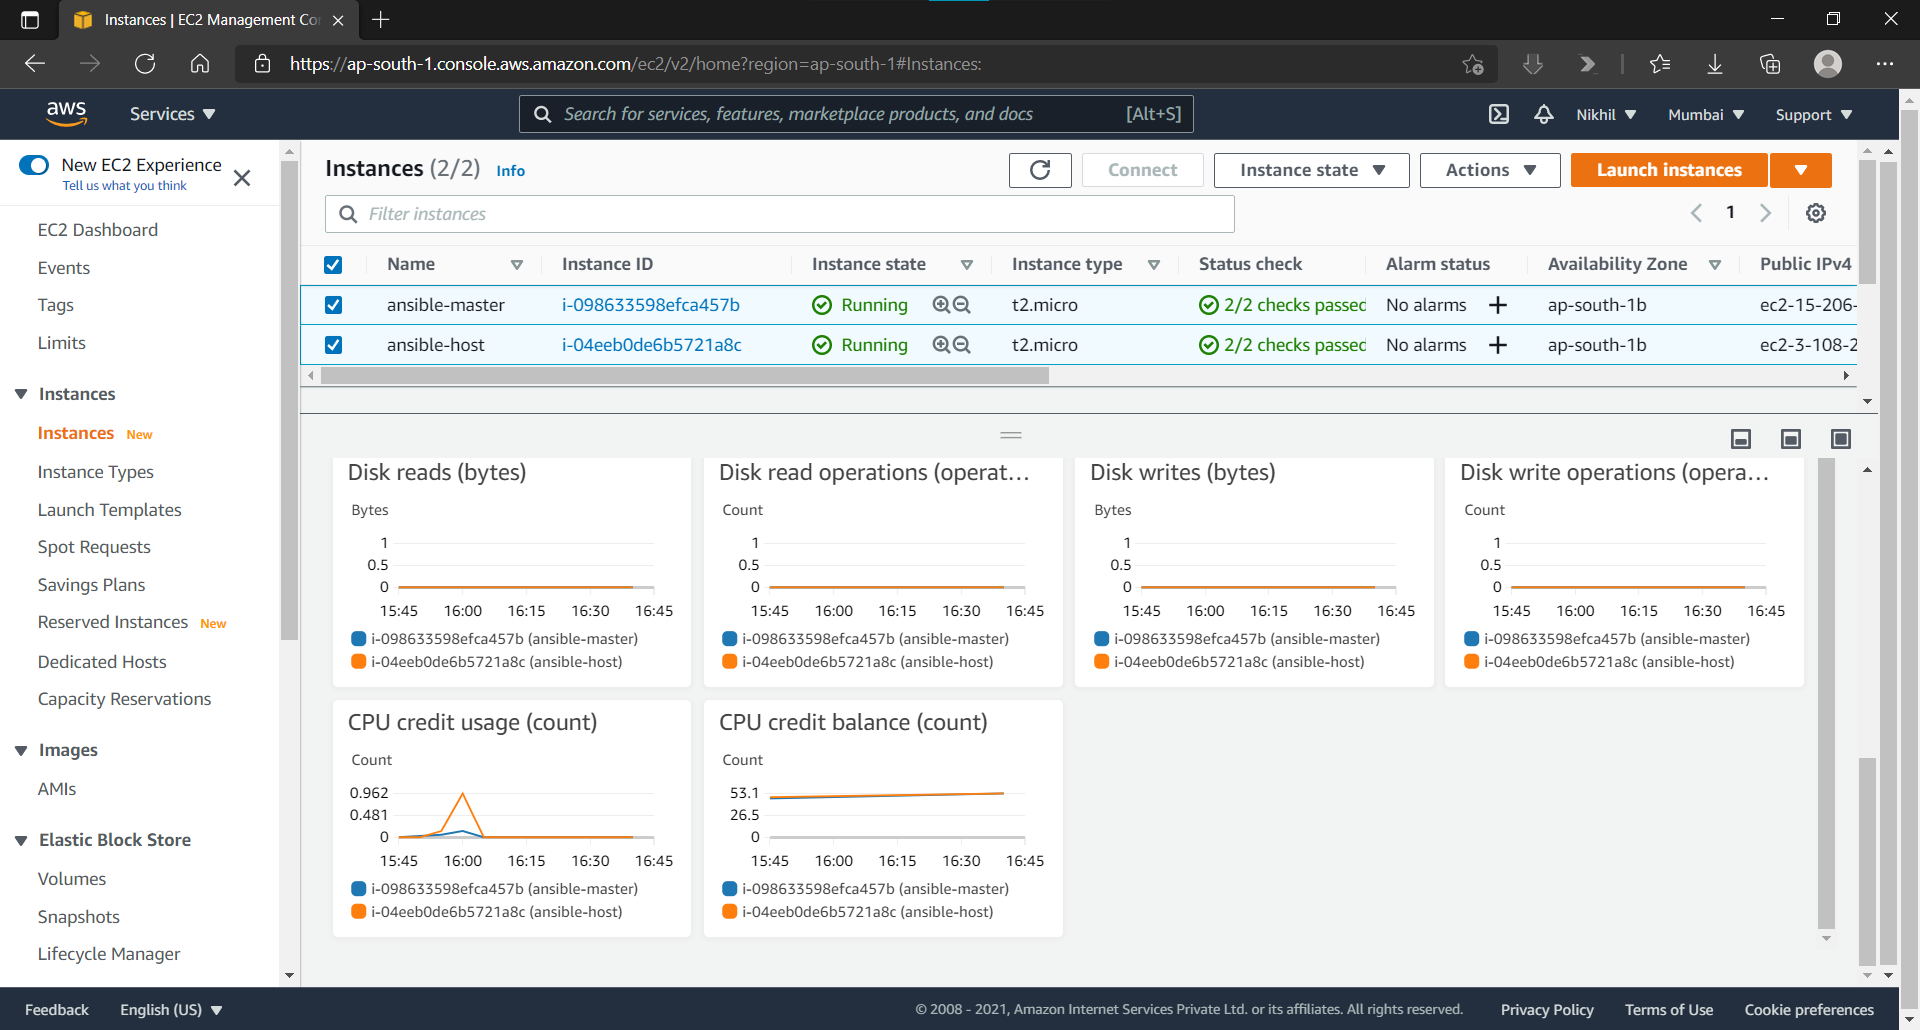 Instances | EC2 Management Co
https://ap-south-1.console.aws.amazon.com/ec2/v2/home?region=ap-south-1#Instances:
aws
Services ▼
Search for services, features, marketplace products, and docs [Alt+S]
Nikhil ▼
Mumbai ▼
Support ▼
New EC2 Experience
Tell us what you think
EC2 Dashboard
Events
Tags
Limits
Instances
Instances New
Instance Types
Launch Templates
Spot Requests
Savings Plans
Reserved Instances New
Dedicated Hosts
Capacity Reservations
Images
AMIs
Elastic Block Store
Volumes
Snapshots
Lifecycle Manager
Instances (2/2) Info
Connect
Instance state ▼
Actions ▼
Launch instances
Filter instances
1
Name Instance ID Instance state Instance type Status check Alarm status Availability Zone Public IPv4
ansible-master i-098633598efca457b Running t2.micro 2/2 checks passed No alarms + ap-south-1b ec2-15-206-
ansible-host i-04eeb0de6b5721a8c Running t2.micro 2/2 checks passed No alarms + ap-south-1b ec2-3-108-2
Disk reads (bytes)
Bytes
1
0.5
0
15:45 16:00 16:15 16:30 16:45
i-098633598efca457b (ansible-master)
i-04eeb0de6b5721a8c (ansible-host)
Disk read operations (operat...
Count
1
0.5
0
15:45 16:00 16:15 16:30 16:45
i-098633598efca457b (ansible-master)
i-04eeb0de6b5721a8c (ansible-host)
Disk writes (bytes)
Bytes
1
0.5
0
15:45 16:00 16:15 16:30 16:45
i-098633598efca457b (ansible-master)
i-04eeb0de6b5721a8c (ansible-host)
Disk write operations (opera...
Count
1
0.5
0
15:45 16:00 16:15 16:30 16:45
i-098633598efca457b (ansible-master)
i-04eeb0de6b5721a8c (ansible-host)
CPU credit usage (count)
Count
0.962
0.481
0
15:45 16:00 16:15 16:30 16:45
i-098633598efca457b (ansible-master)
i-04eeb0de6b5721a8c (ansible-host)
CPU credit balance (count)
Count
53.1
26.5
0
15:45 16:00 16:15 16:30 16:45
i-098633598efca457b (ansible-master)
i-04eeb0de6b5721a8c (ansible-host)
Feedback
English (US) ▼
© 2008 - 2021, Amazon Internet Services Private Ltd. or its affiliates. All rights reserved.
Privacy Policy
Terms of Use
Cookie preferences